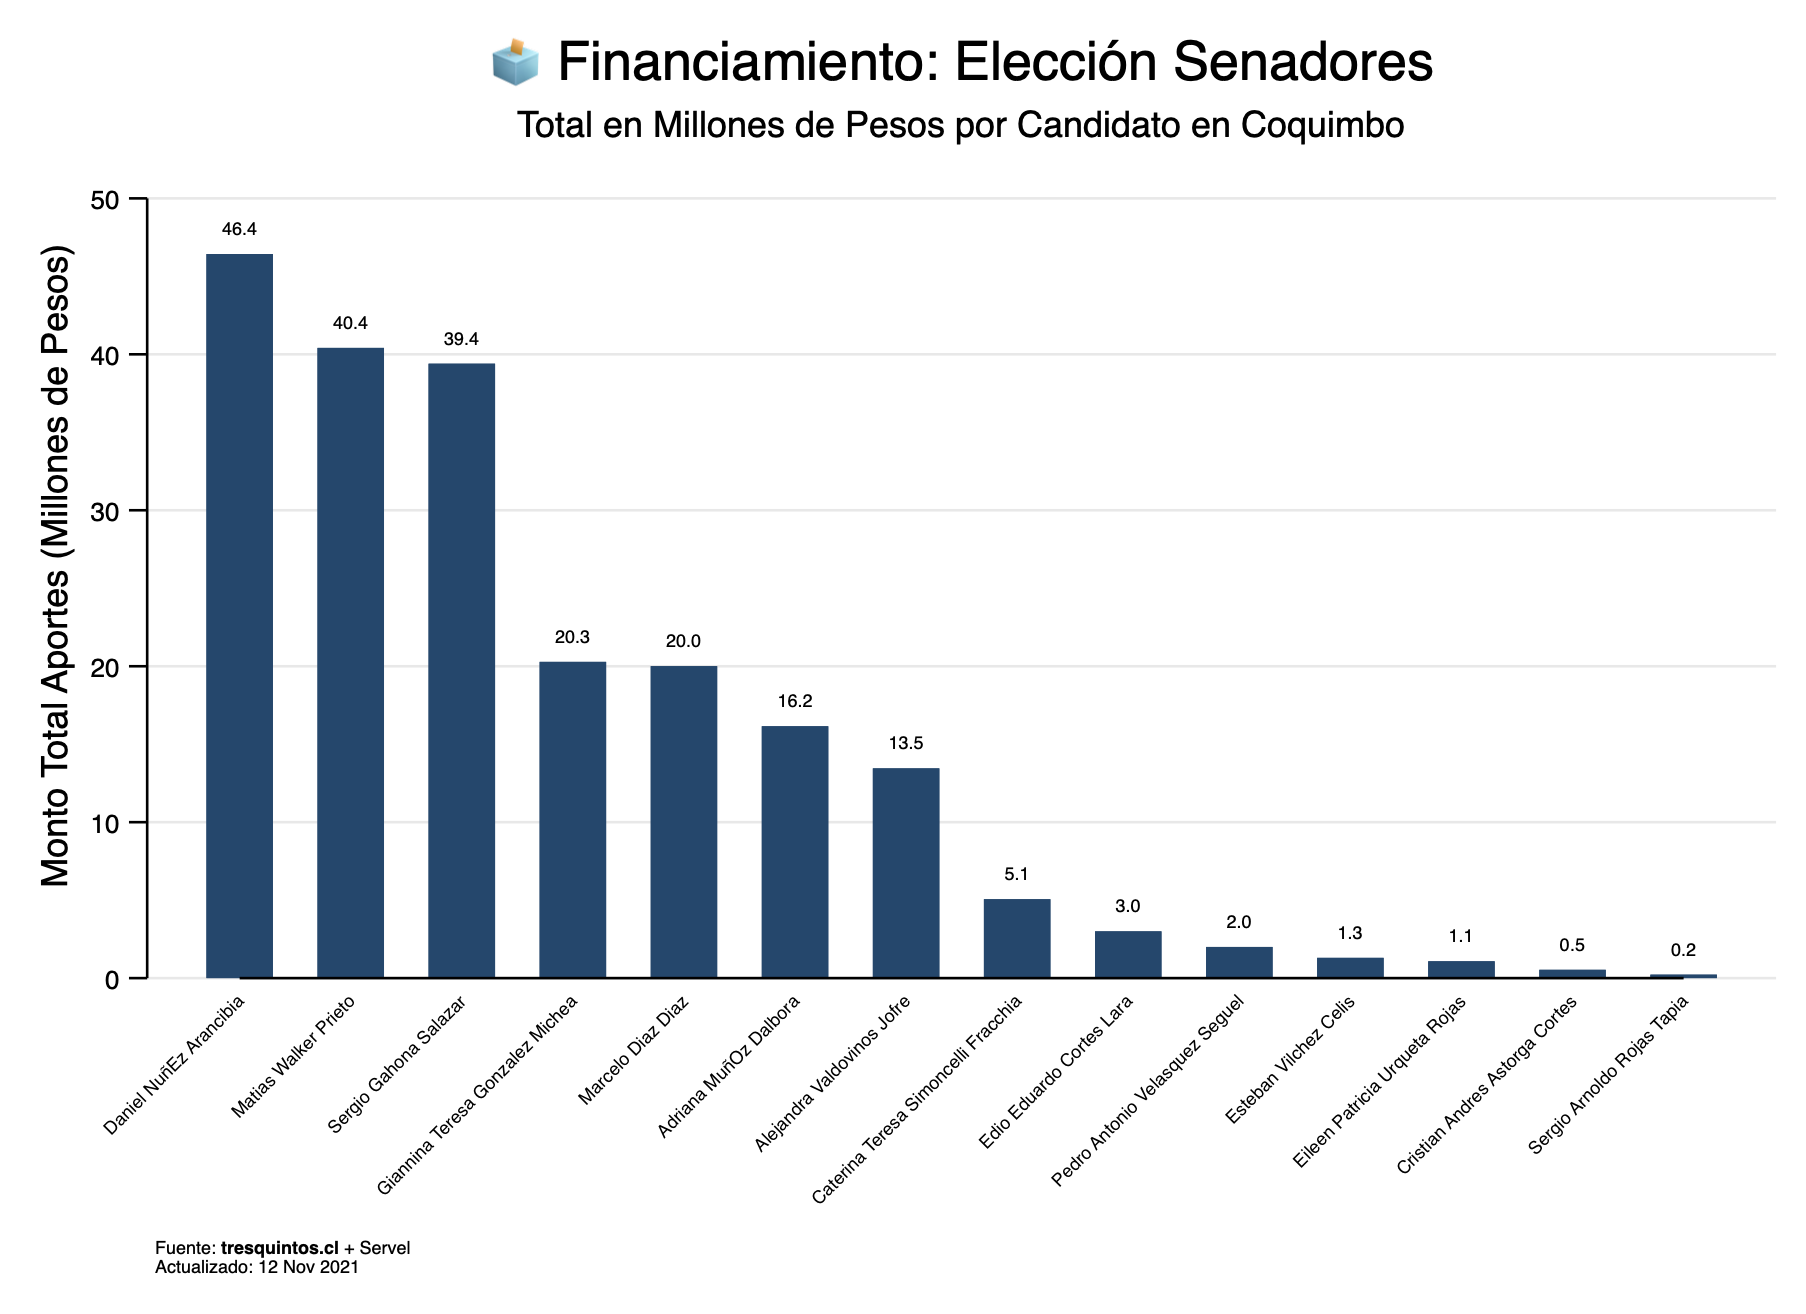 Financiamiento: Elección Senadores
Total en Millones de Pesos por Candidato en Coquimbo
Monto Total Aportes (Millones de Pesos)
50
40
30
20
10
0
46.4
40.4
39.4
20.3
20.0
16.2
13.5
5.1
3.0
2.0
1.3
1.1
0.5
0.2
Daniel NuñEz Arancibia
Matias Walker Prieto
Sergio Gahona Salazar
Giannina Teresa Gonzalez Michea
Marcelo Diaz Diaz
Adriana MuñOz Dalbora
Alejandra Valdovinos Jofre
Caterina Teresa Simoncelli Fracchia
Edio Eduardo Cortes Lara
Pedro Antonio Velasquez Seguel
Esteban Vilchez Celis
Eileen Patricia Urqueta Rojas
Cristian Andres Astorga Cortes
Sergio Arnoldo Rojas Tapia
Fuente: tresquintos.cl + Servel
Actualizado: 12 Nov 2021